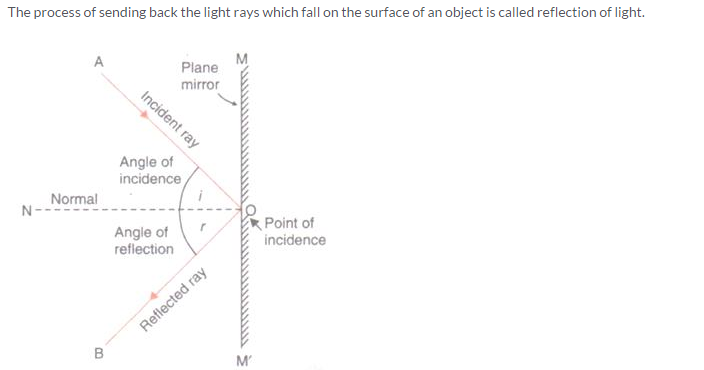 The process of sending back the light rays which fall on the surface of an object is called reflection of light.
A
M
Plane
mirror
Incident ray
Angle of
incidence
i
Normal
N
O
Point of
incidence
Angle of
reflection
r
Reflected ray
B
M'